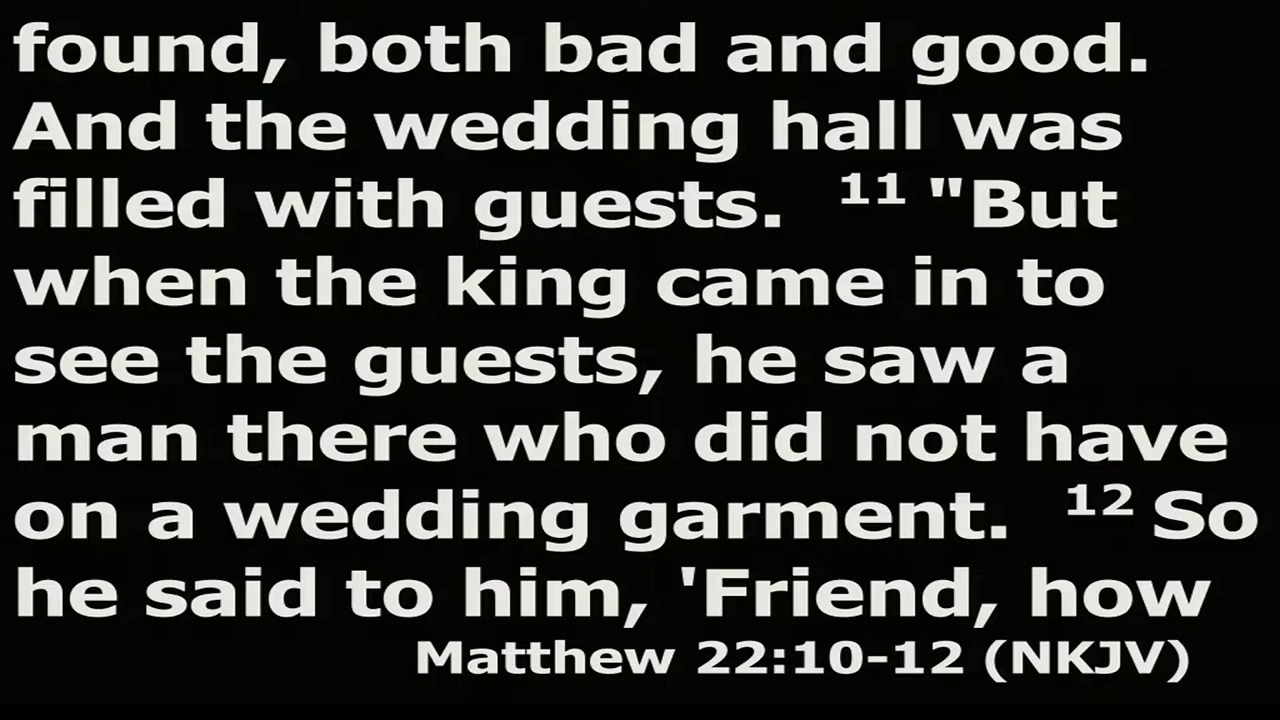 found, both bad and good.
And the wedding hall was
filled with guests. 11 "But
when the king came in to
see the guests, he saw a
man there who did not have
on a wedding garment. 12 So
he said to him, 'Friend, how
Matthew 22:10-12 (NKJV)